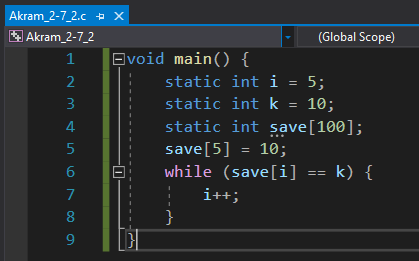 Akram_2-7_2.c
Akram_2-7_2 (Global Scope)
1 void main() {
2 static int i = 5;
3 static int k = 10;
4 static int save[100];
5 save[5] = 10;
6 while (save[i] == k) {
7 i++;
8 }
9 }